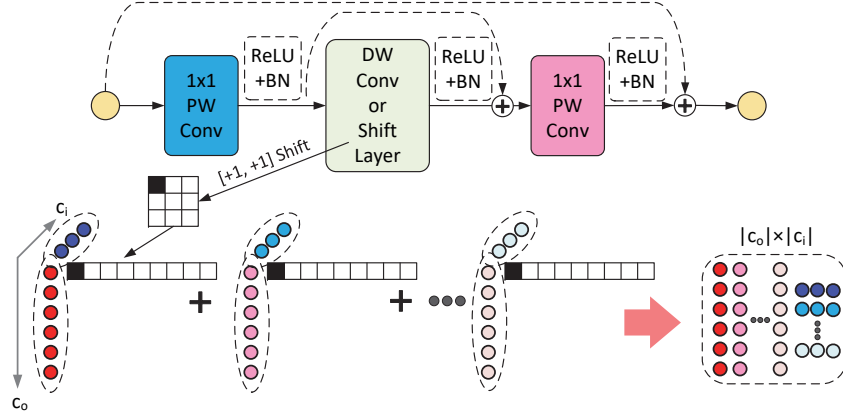 1x1
PW
Conv
ReLU
+BN
DW
Conv
or
Shift
Layer
ReLU
+BN
+
1x1
PW
Conv
ReLU
+BN
+
[+1, +1] Shift
cᵢ
cₒ
+
+
|cₒ|×|cᵢ|